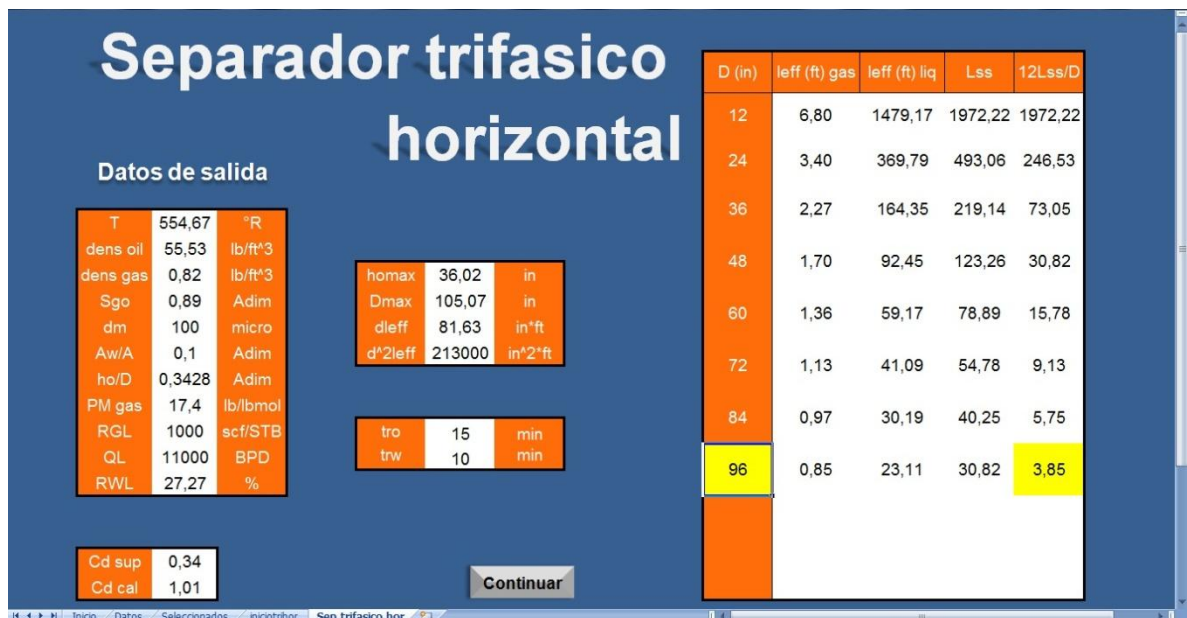 Separador trifasico
horizontal
Datos de salida
T 554,67 °R
dens oil 55,53 lb/ft^3
dens gas 0,82 lb/ft^3
Sgo 0,89 Adim
dm 100 micro
Aw/A 0,1 Adim
ho/D 0,3428 Adim
PM gas 17,4 lb/lbmol
RGL 1000 scf/STB
QL 11000 BPD
RWL 27,27 %
Cd sup 0,34
Cd cal 1,01
homax 36,02 in
Dmax 105,07 in
dleff 81,63 in*ft
d^2leff 213000 in^2*ft
tro 15 min
trw 10 min
Continuar
D (in) leff (ft) gas leff (ft) liq Lss 12Lss/D
12 6,80 1479,17 1972,22 1972,22
24 3,40 369,79 493,06 246,53
36 2,27 164,35 219,14 73,05
48 1,70 92,45 123,26 30,82
60 1,36 59,17 78,89 15,78
72 1,13 41,09 54,78 9,13
84 0,97 30,19 40,25 5,75
96 0,85 23,11 30,82 3,85
Inicio Datos Seleccionados iniciotrihor Sep trifasico hor